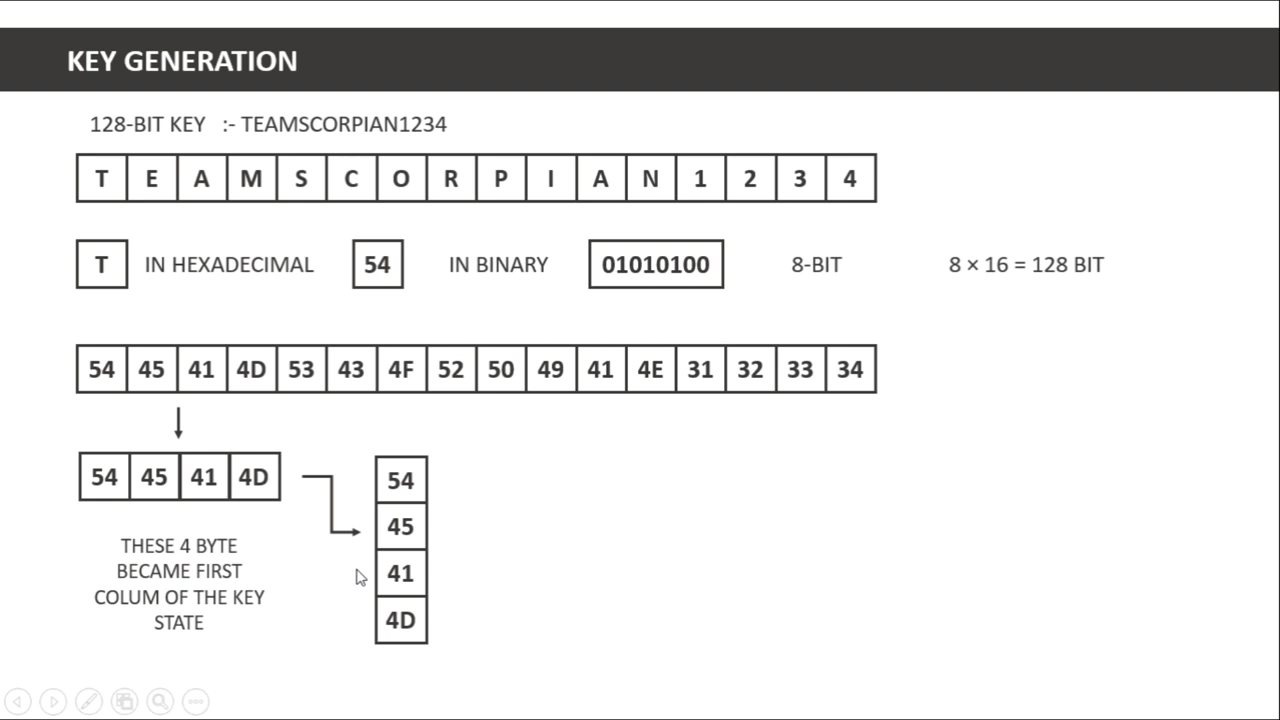 KEY GENERATION
128-BIT KEY :- TEAMSCORPIAN1234
T E A M S C O R P I A N 1 2 3 4
T IN HEXADECIMAL 54 IN BINARY 01010100 8-BIT 8 × 16 = 128 BIT
54 45 41 4D 53 43 4F 52 50 49 41 4E 31 32 33 34
54 45 41 4D
THESE 4 BYTE
BECAME FIRST
COLUM OF THE KEY
STATE
54
45
41
4D